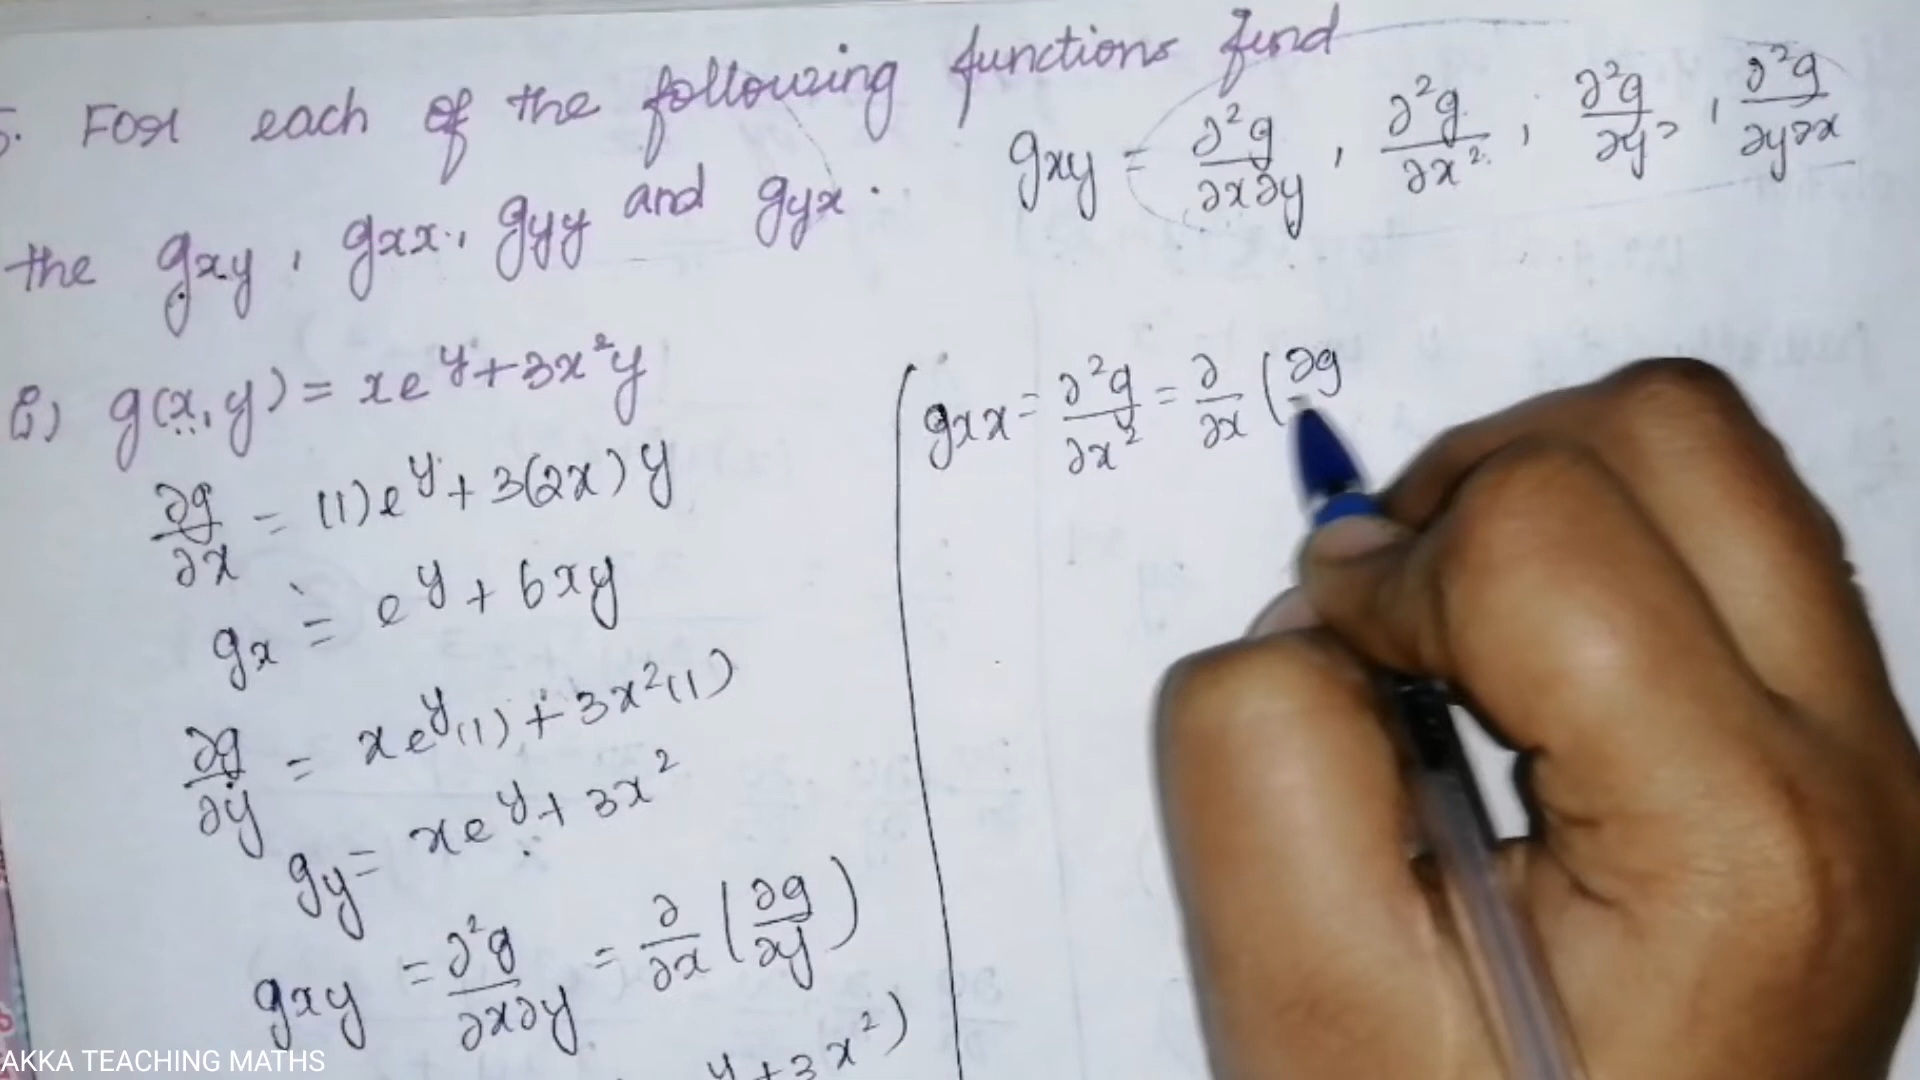 5. For each of the following functions find
the gxy, gxx, gyy and gyx.
gxy = ∂²g/∂x∂y, ∂²g/∂x², ∂²g/∂y², ∂²g/∂y∂x
g(x,y) = xe^y + 3x²y
∂g/∂x = (1)e^y + 3(2x)y
gx = e^y + 6xy
∂g/∂y = xe^y(1) + 3x²(1)
gy = xe^y + 3x²
gxy = ∂²g/∂x∂y = ∂/∂x (∂g/∂y)
y + 3x²)
gxx = ∂²g/∂x² = ∂/∂x (∂g
AKKA TEACHING MATHS